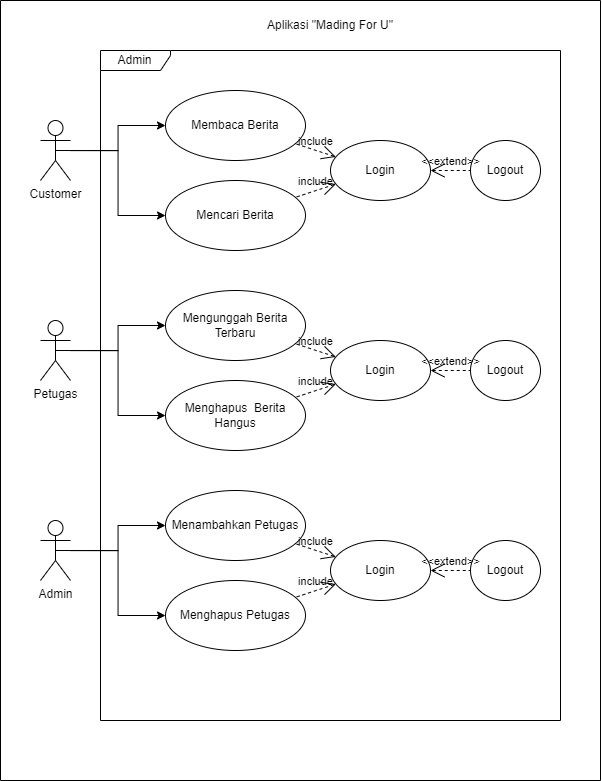 Aplikasi "Mading For U"
Admin
Membaca Berita
include
Login
<<extend>>
Logout
include
Mencari Berita
Customer
Mengunggah Berita
Terbaru
include
Login
<<extend>>
Logout
include
Menghapus Berita
Hangus
Petugas
Menambahkan Petugas
include
Login
<<extend>>
Logout
include
Menghapus Petugas
Admin